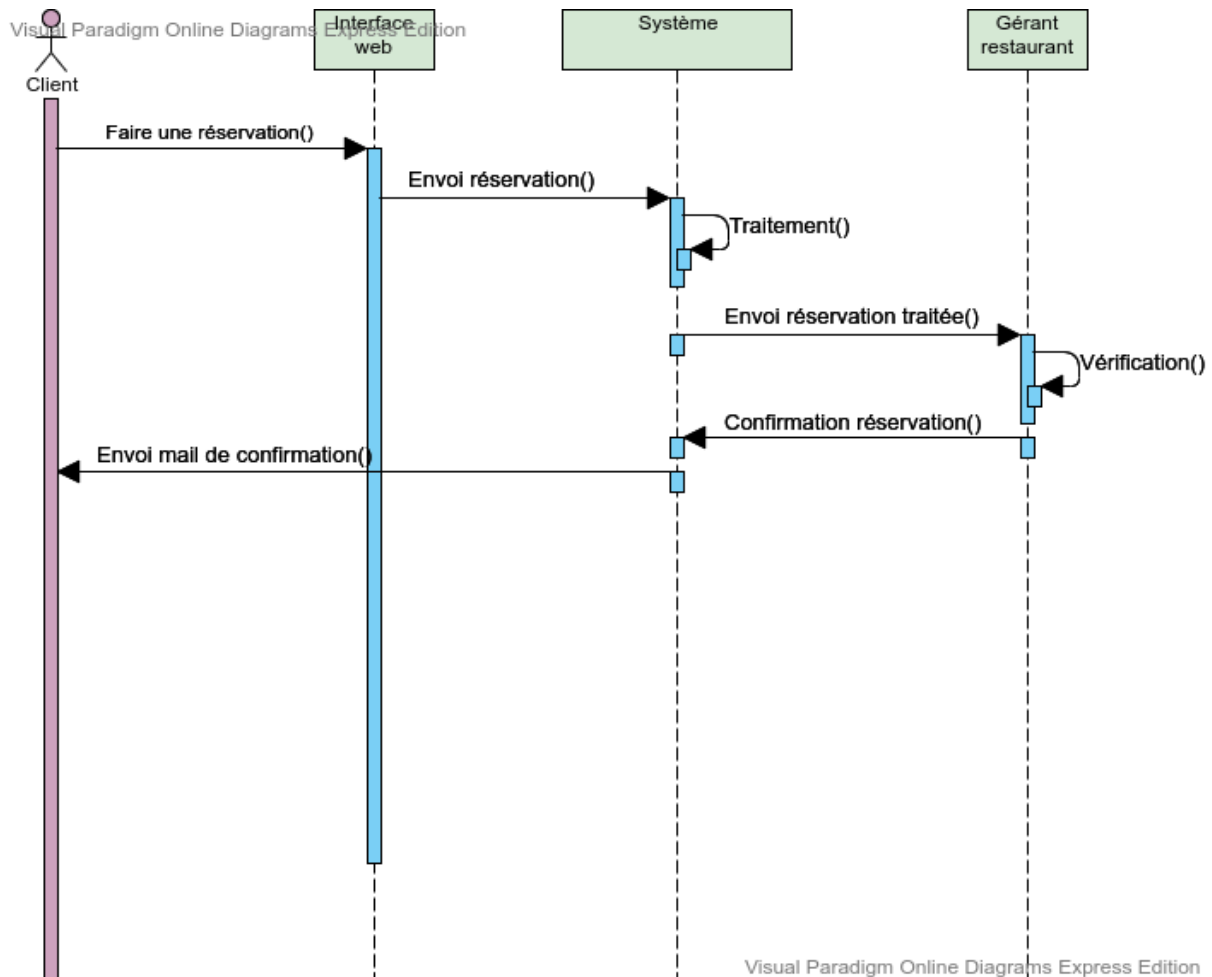 Visual Paradigm Online Diagrams Express Edition
Interface
web
Système
Gérant
restaurant
Client
Faire une réservation()
Envoi réservation()
Traitement()
Envoi réservation traitée()
Vérification()
Confirmation réservation()
Envoi mail de confirmation()
Visual Paradigm Online Diagrams Express Edition